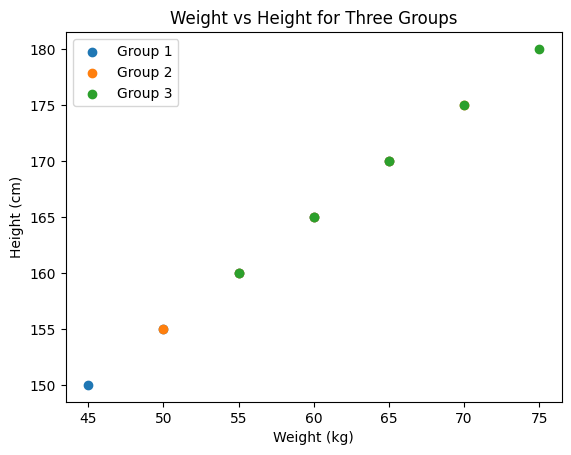 Weight vs Height for Three Groups
Group 1
Group 2
Group 3
180
175
170
165
160
155
150
Height (cm)
45 50 55 60 65 70 75
Weight (kg)